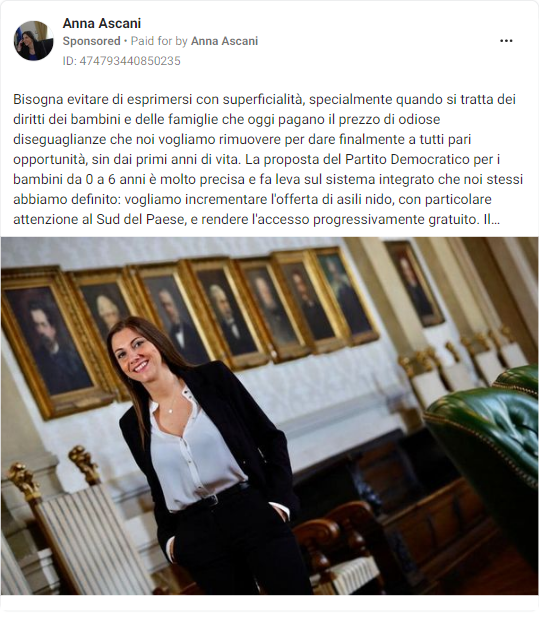 Anna Ascani
Sponsored • Paid for by Anna Ascani
ID: 474793440850235
Bisogna evitare di esprimersi con superficialità, specialmente quando si tratta dei
diritti dei bambini e delle famiglie che oggi pagano il prezzo di odiose
diseguaglianze che noi vogliamo rimuovere per dare finalmente a tutti pari
opportunità, sin dai primi anni di vita. La proposta del Partito Democratico per i
bambini da 0 a 6 anni è molto precisa e fa leva sul sistema integrato che noi stessi
abbiamo definito: vogliamo incrementare l'offerta di asili nido, con particolare
attenzione al Sud del Paese, e rendere l'accesso progressivamente gratuito. Il...